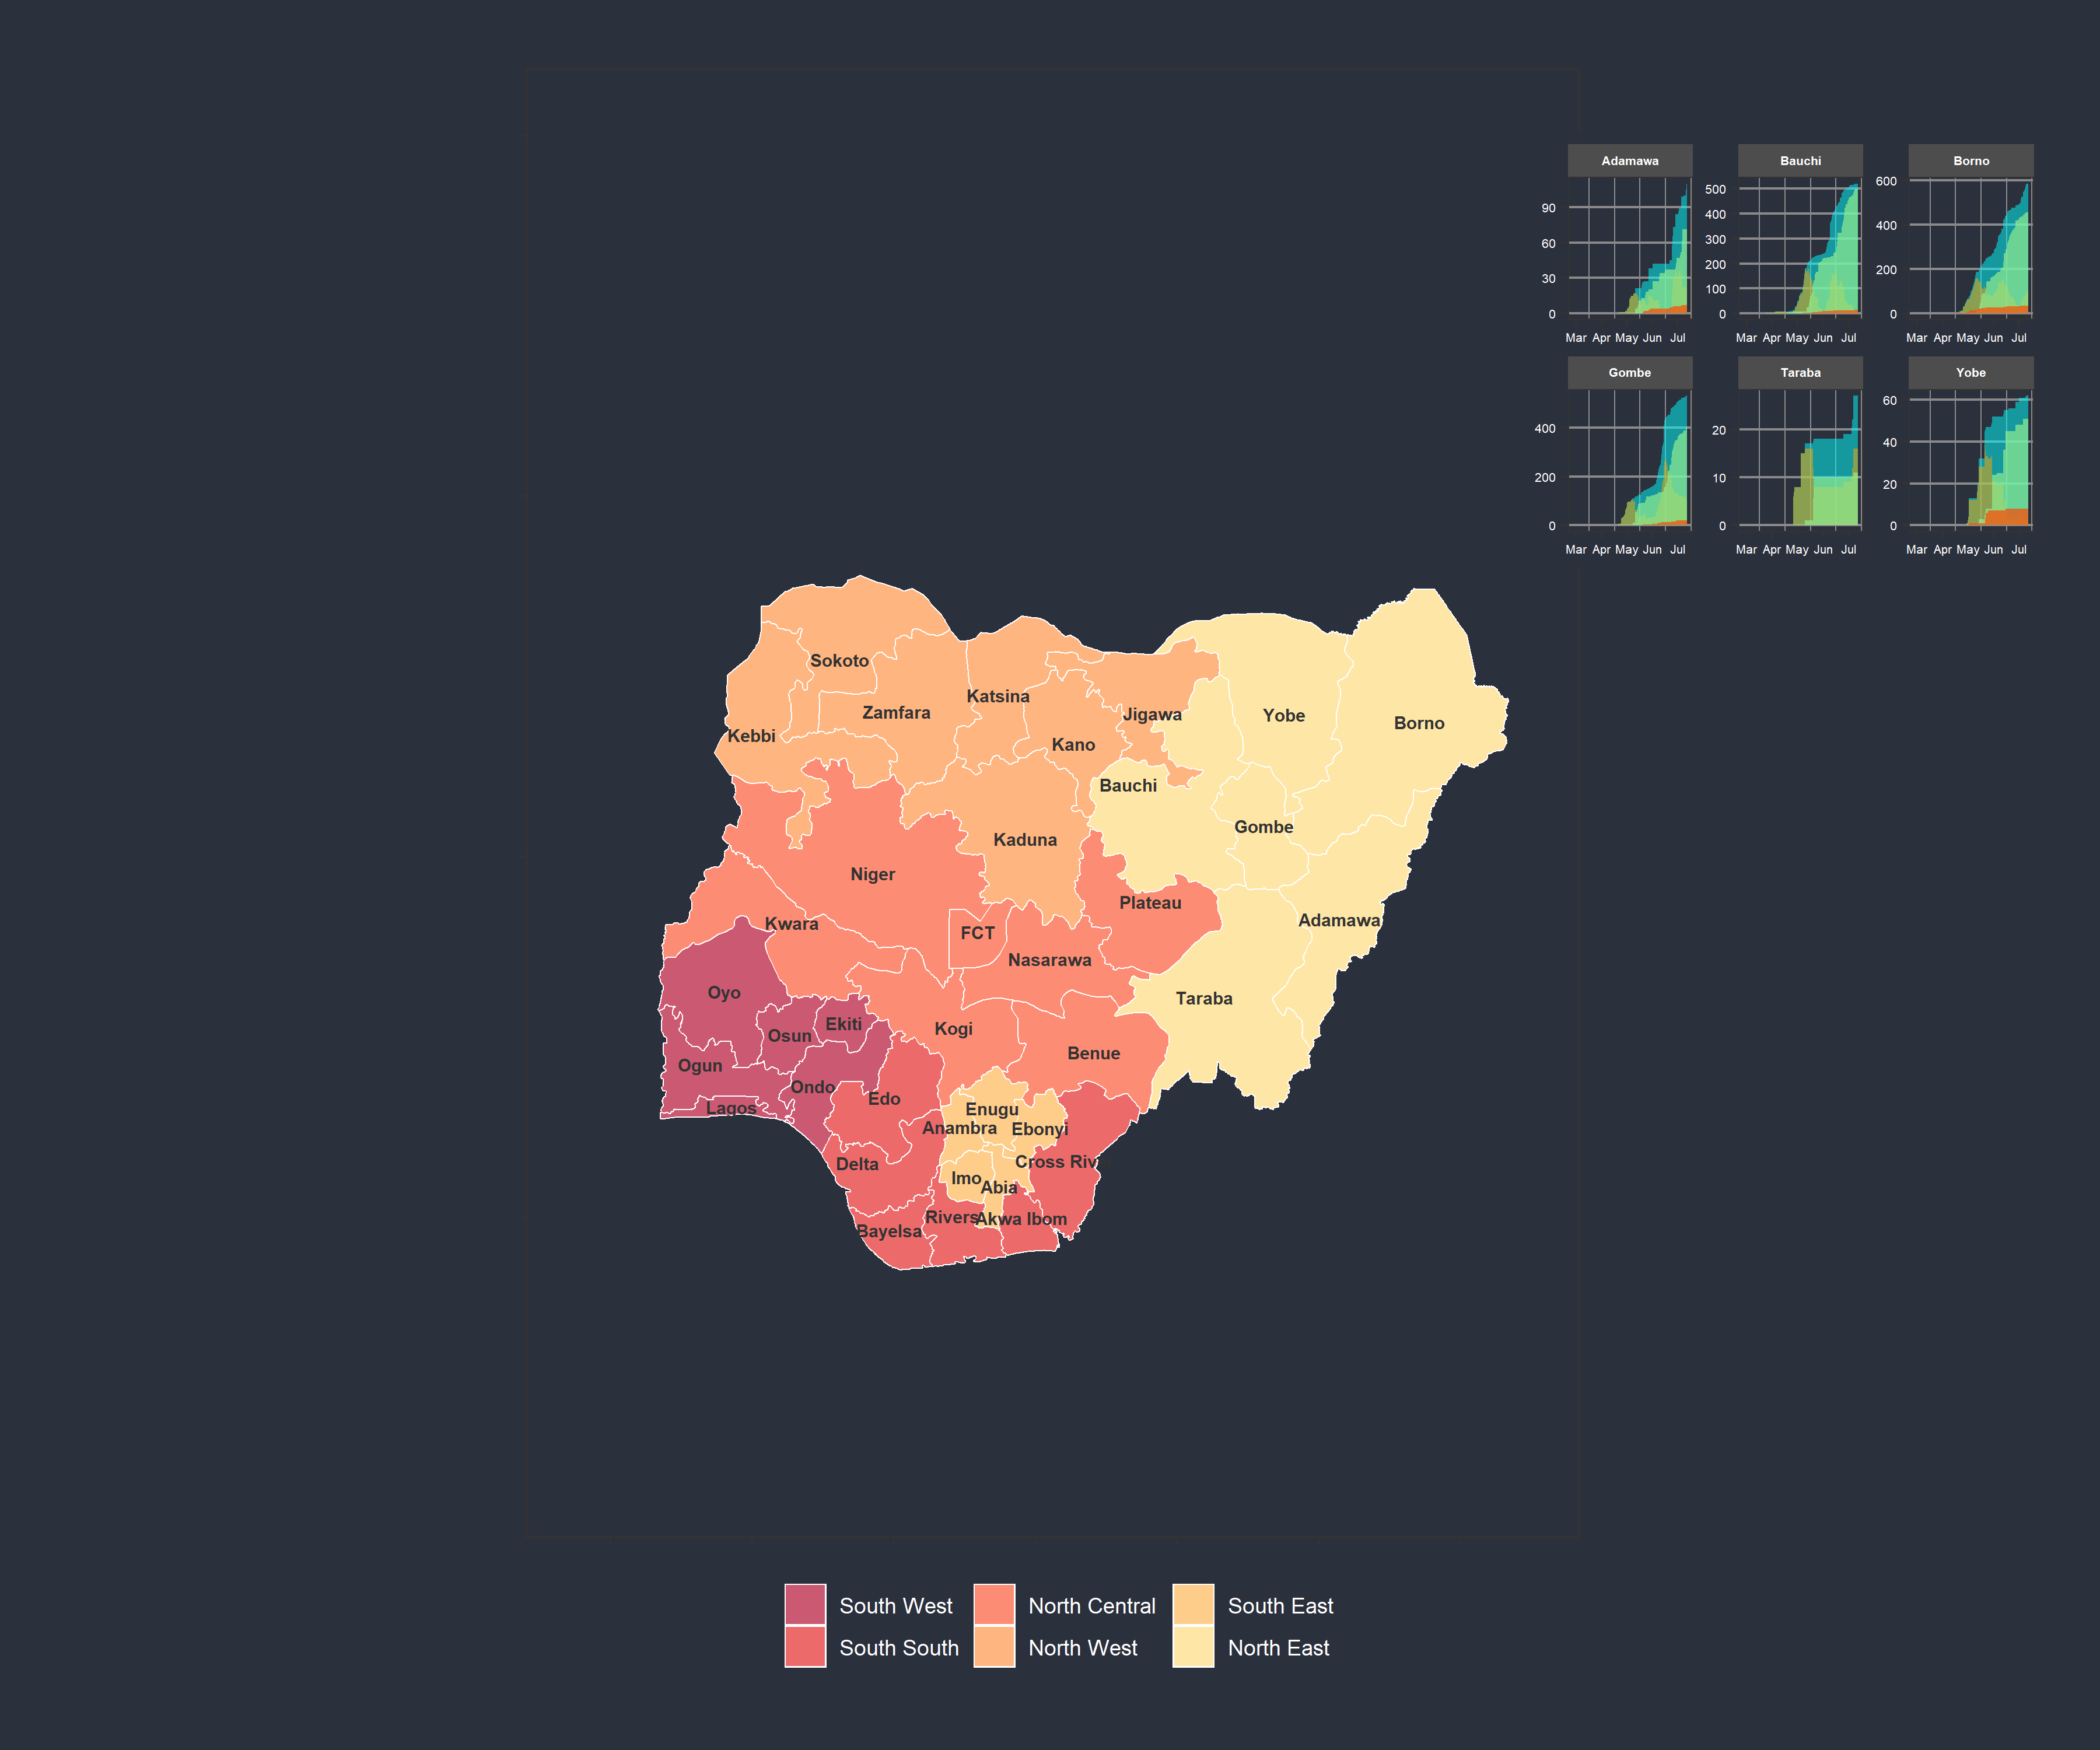 Adamawa Bauchi Borno
90
60
30
0
500
400
300
200
100
0
600
400
200
0
Mar Apr May Jun Jul Mar Apr May Jun Jul Mar Apr May Jun Jul
Gombe Taraba Yobe
400
200
0
20
10
0
60
40
20
0
Mar Apr May Jun Jul Mar Apr May Jun Jul Mar Apr May Jun Jul
Sokoto
Katsina
Zamfara
Jigawa
Yobe
Borno
Kebbi
Kano
Bauchi
Gombe
Kaduna
Niger
Plateau
Adamawa
Kwara
FCT
Nasarawa
Oyo
Taraba
Ekiti
Kogi
Osun
Benue
Ogun
Ondo
Edo
Lagos
Enugu
Anambra
Ebonyi
Delta
Cross Riv
Imo
Abia
Rivers
Akwa Ibom
Bayelsa
South West North Central South East
South South North West North East